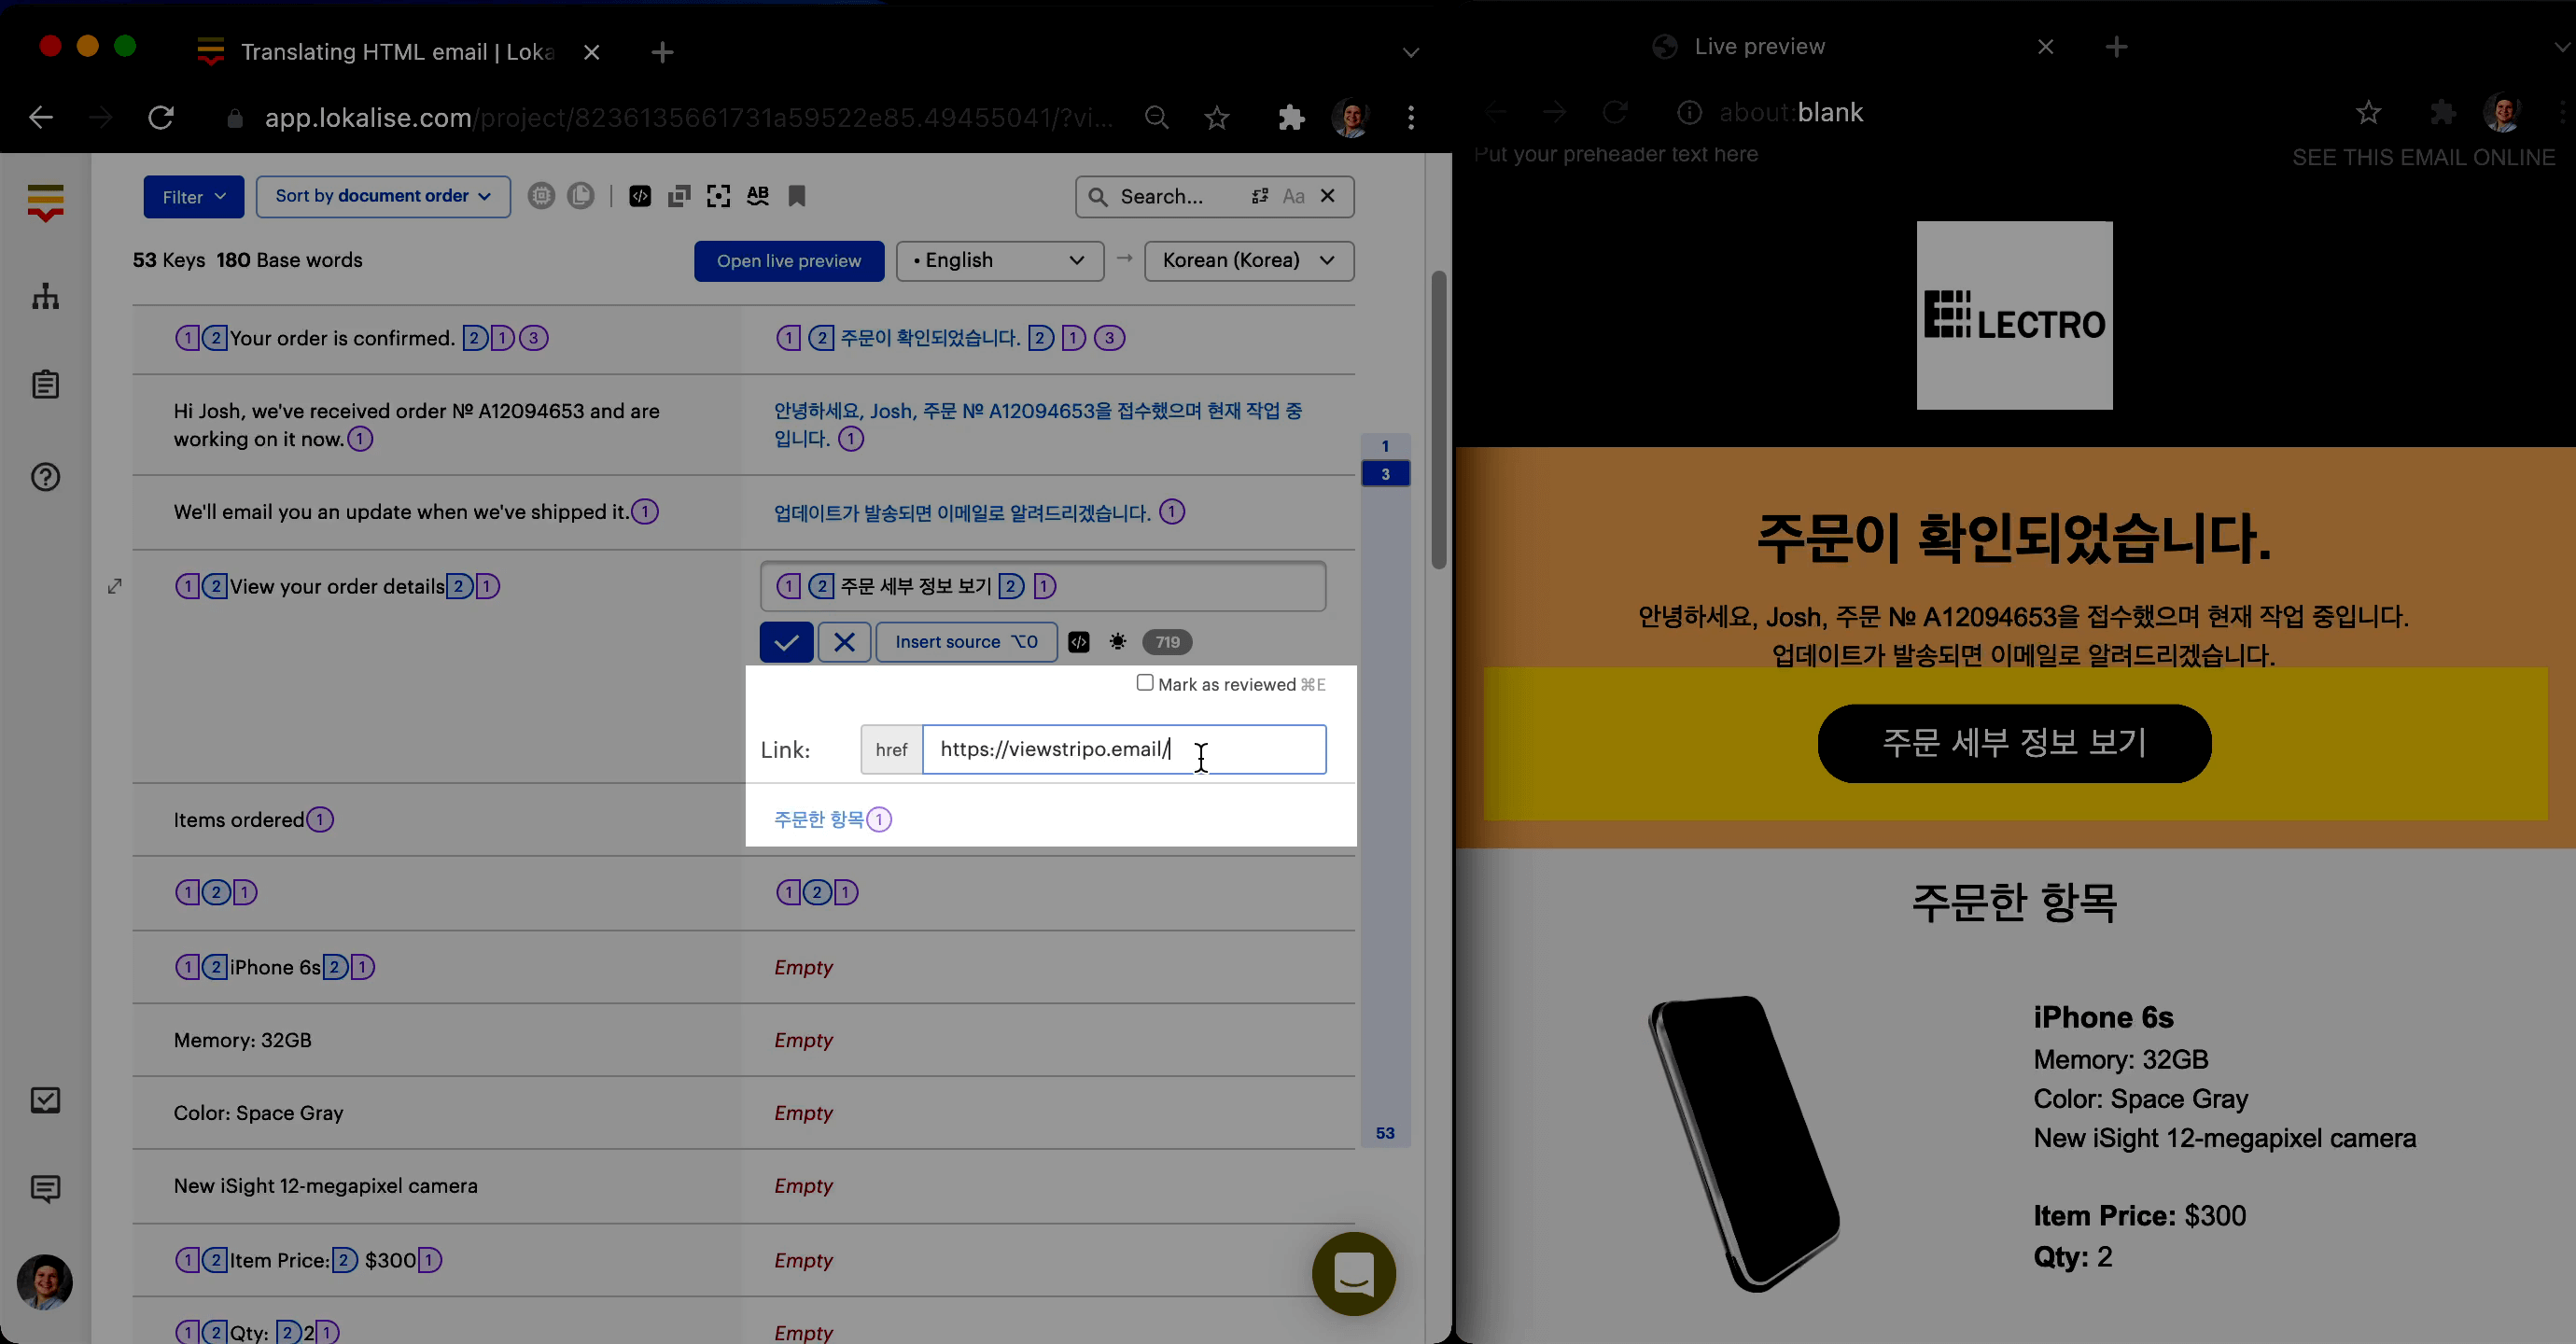 Translating HTML email | Loka
app.lokalise.com/project/8236135661731a59522e85.49455041/?vi...
Filter
Sort by document order
AB
Search...
Aa
53 Keys 180 Base words
Open live preview
• English
→
Korean (Korea)
1 2 Your order is confirmed. 2 1 3
1 2 주문이 확인되었습니다. 2 1 3
Hi Josh, we've received order № A12094653 and are
working on it now. 1
안녕하세요, Josh, 주문 № A12094653을 접수했으며 현재 작업 중
입니다. 1
1
3
We'll email you an update when we've shipped it. 1
업데이트가 발송되면 이메일로 알려드리겠습니다. 1
1 2 View your order details 2 1
1 2 주문 세부 정보 보기 2 1
Insert source ⌥0
719
Mark as reviewed ⌘E
Link:
href
https://viewstripo.email/
Items ordered 1
주문한 항목 1
1 2 1
1 2 1
1 2 iPhone 6s 2 1
Empty
Memory: 32GB
Empty
Color: Space Gray
Empty
53
New iSight 12-megapixel camera
Empty
1 2 Item Price: 2 $300 1
Empty
1 2 Qty: 2 2 1
Empty
Live preview
about:blank
Put your preheader text here
SEE THIS EMAIL ONLINE
ELECTRO
주문이 확인되었습니다.
안녕하세요, Josh, 주문 № A12094653을 접수했으며 현재 작업 중입니다.
업데이트가 발송되면 이메일로 알려드리겠습니다.
주문 세부 정보 보기
주문한 항목
iPhone 6s
Memory: 32GB
Color: Space Gray
New iSight 12-megapixel camera
Item Price: $300
Qty: 2